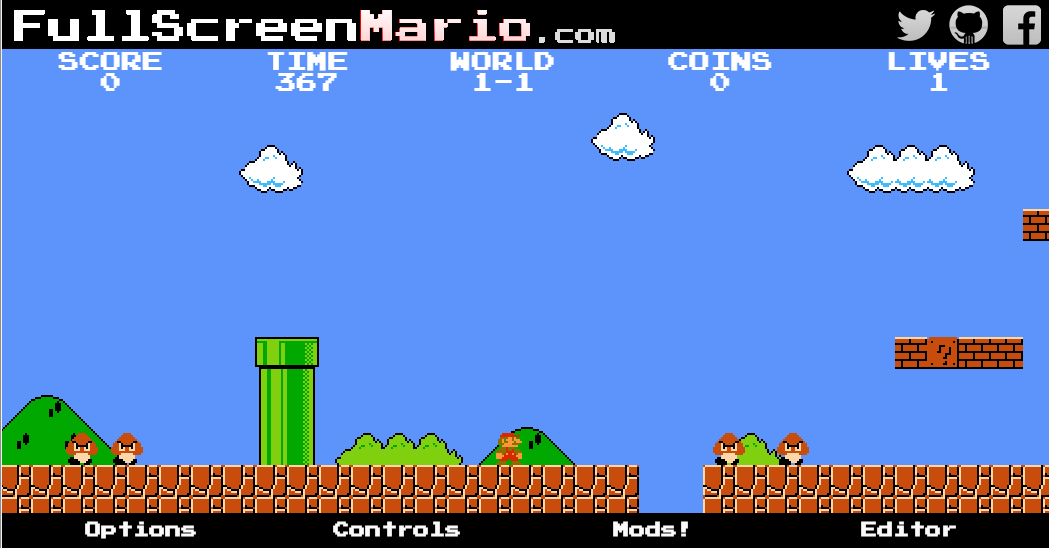 FullScreenMario.com
SCORE TIME WORLD COINS LIVES
0 367 1-1 0 1
?
Options Controls Mods! Editor